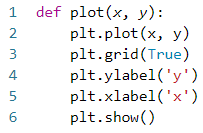 1 def plot(x, y):
2     plt.plot(x, y)
3     plt.grid(True)
4     plt.ylabel('y')
5     plt.xlabel('x')
6     plt.show()